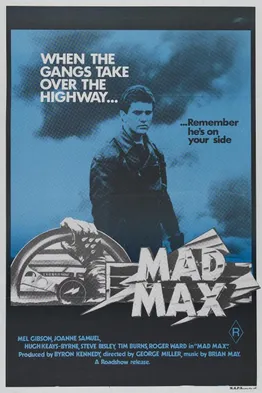 WHEN THE
GANGS TAKE
OVER THE
HIGHWAY...
...Remember
he's on
your side
MAD
MAX
R
MEL GIBSON, JOANNE SAMUEL,
HUGH KEAYS-BYRNE, STEVE BISLEY, TIM BURNS, ROGER WARD in "MAD MAX".
Produced by BYRON KENNEDY, directed by GEORGE MILLER, music by BRIAN MAY.
A Roadshow release.